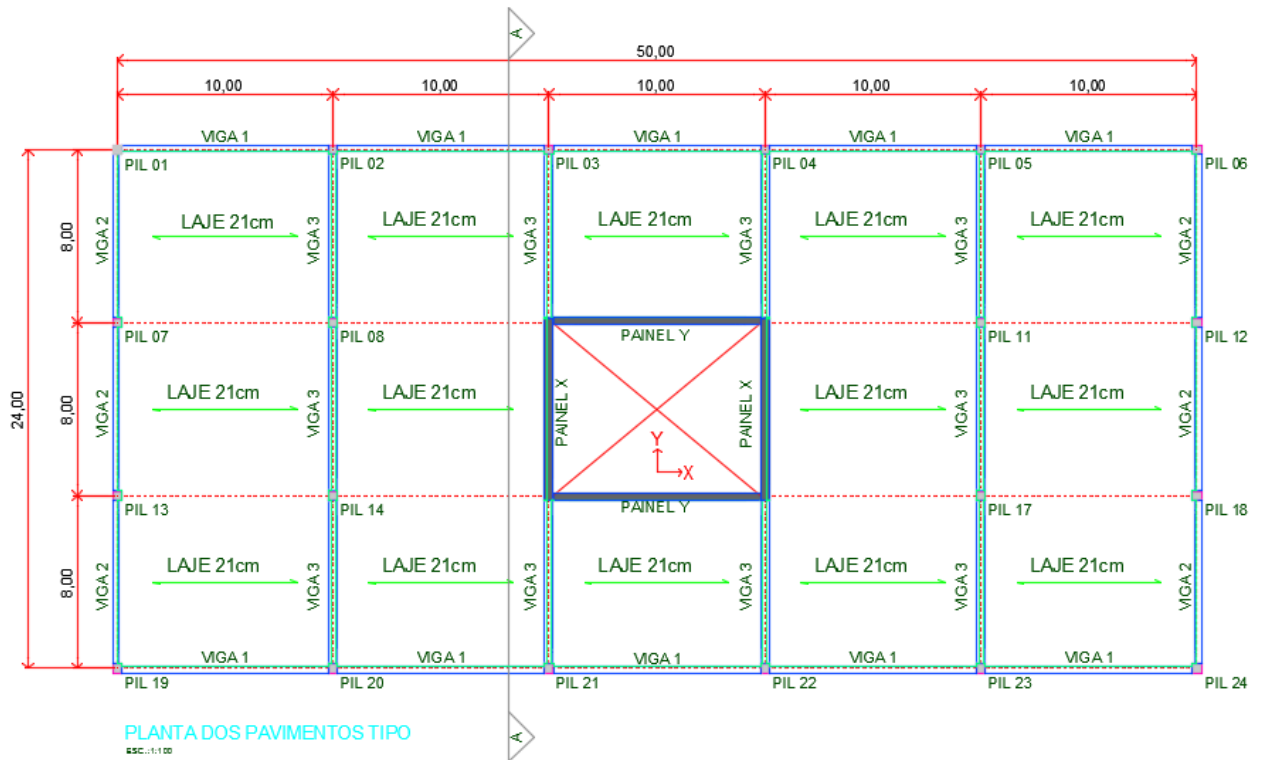 A
50,00
10,00 10,00 10,00 10,00 10,00
VIGA 1 VIGA 1 VIGA 1 VIGA 1 VIGA 1
PIL 01 PIL 02 PIL 03 PIL 04 PIL 05 PIL 06
8,00 VIGA 2 LAJE 21cm VIGA 3 LAJE 21cm VIGA 3 LAJE 21cm VIGA 3 LAJE 21cm VIGA 3 LAJE 21cm VIGA 2
PIL 07 PIL 08 PAINEL Y PIL 11 PIL 12
24,00 8,00 VIGA 2 LAJE 21cm VIGA 3 LAJE 21cm PAINEL X PAINEL X LAJE 21cm VIGA 3 LAJE 21cm VIGA 2
Y
X
PIL 13 PIL 14 PAINEL Y PIL 17 PIL 18
8,00 VIGA 2 LAJE 21cm VIGA 3 LAJE 21cm VIGA 3 LAJE 21cm VIGA 3 LAJE 21cm VIGA 3 LAJE 21cm VIGA 2
VIGA 1 VIGA 1 VIGA 1 VIGA 1 VIGA 1
PIL 19 PIL 20 PIL 21 PIL 22 PIL 23 PIL 24
PLANTA DOS PAVIMENTOS TIPO
ESC.:1:100
A